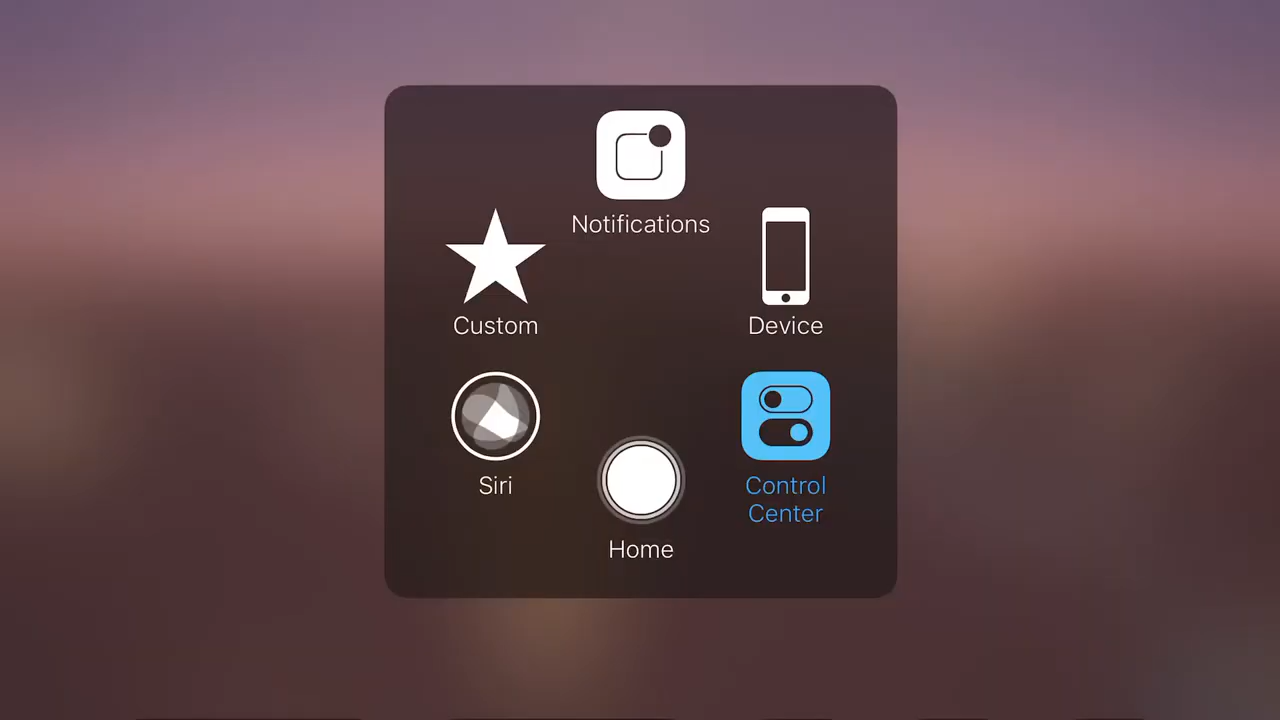 Notifications
Custom
Device
Siri
Control
Center
Home